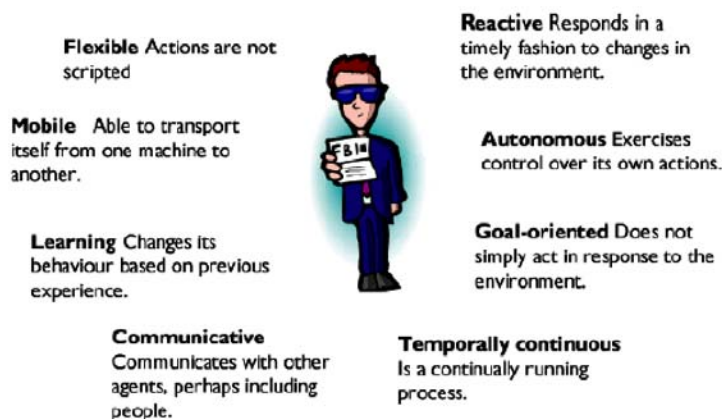 Flexible Actions are not
scripted
Mobile Able to transport
itself from one machine to
another.
Learning Changes its
behaviour based on previous
experience.
Communicative
Communicates with other
agents, perhaps including
people.
FBI
Reactive Responds in a
timely fashion to changes in
the environment.
Autonomous Exercises
control over its own actions.
Goal-oriented Does not
simply act in response to the
environment.
Temporally continuous
Is a continually running
process.